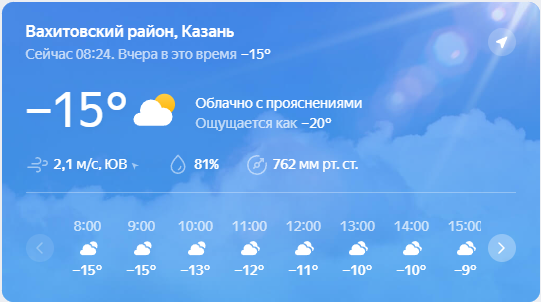 Вахитовский район, Казань
Сейчас 08:24. Вчера в это время −15°
−15°
Облачно с прояснениями
Ощущается как −20°
2,1 м/с, ЮВ 81% 762 мм рт. ст.
8:00 9:00 10:00 11:00 12:00 13:00 14:00 15:00
−15° −15° −13° −12° −11° −10° −10° −9°